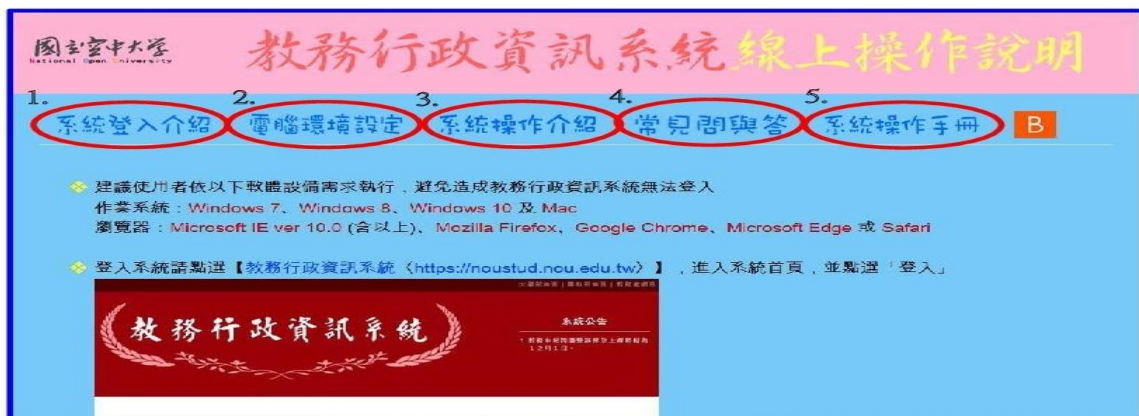 國立空中大學
National Open University
教務行政資訊系統線上操作說明
1. 2. 3. 4. 5.
系統登入介紹 電腦環境設定 系統操作介紹 常見問與答 系統操作手冊 B
建議使用者依以下軟體設備需求執行，避免造成教務行政資訊系統無法登入
作業系統：Windows 7、Windows 8、Windows 10 及 Mac
瀏覽器：Microsoft IE ver 10.0 (含以上)、Mozilla Firefox、Google Chrome、Microsoft Edge 或 Safari
登入系統請點選【教務行政資訊系統（https://noustud.nou.edu.tw）】，進入系統首頁，並點選「登入」
教務行政資訊系統
系統公告
12月1日。